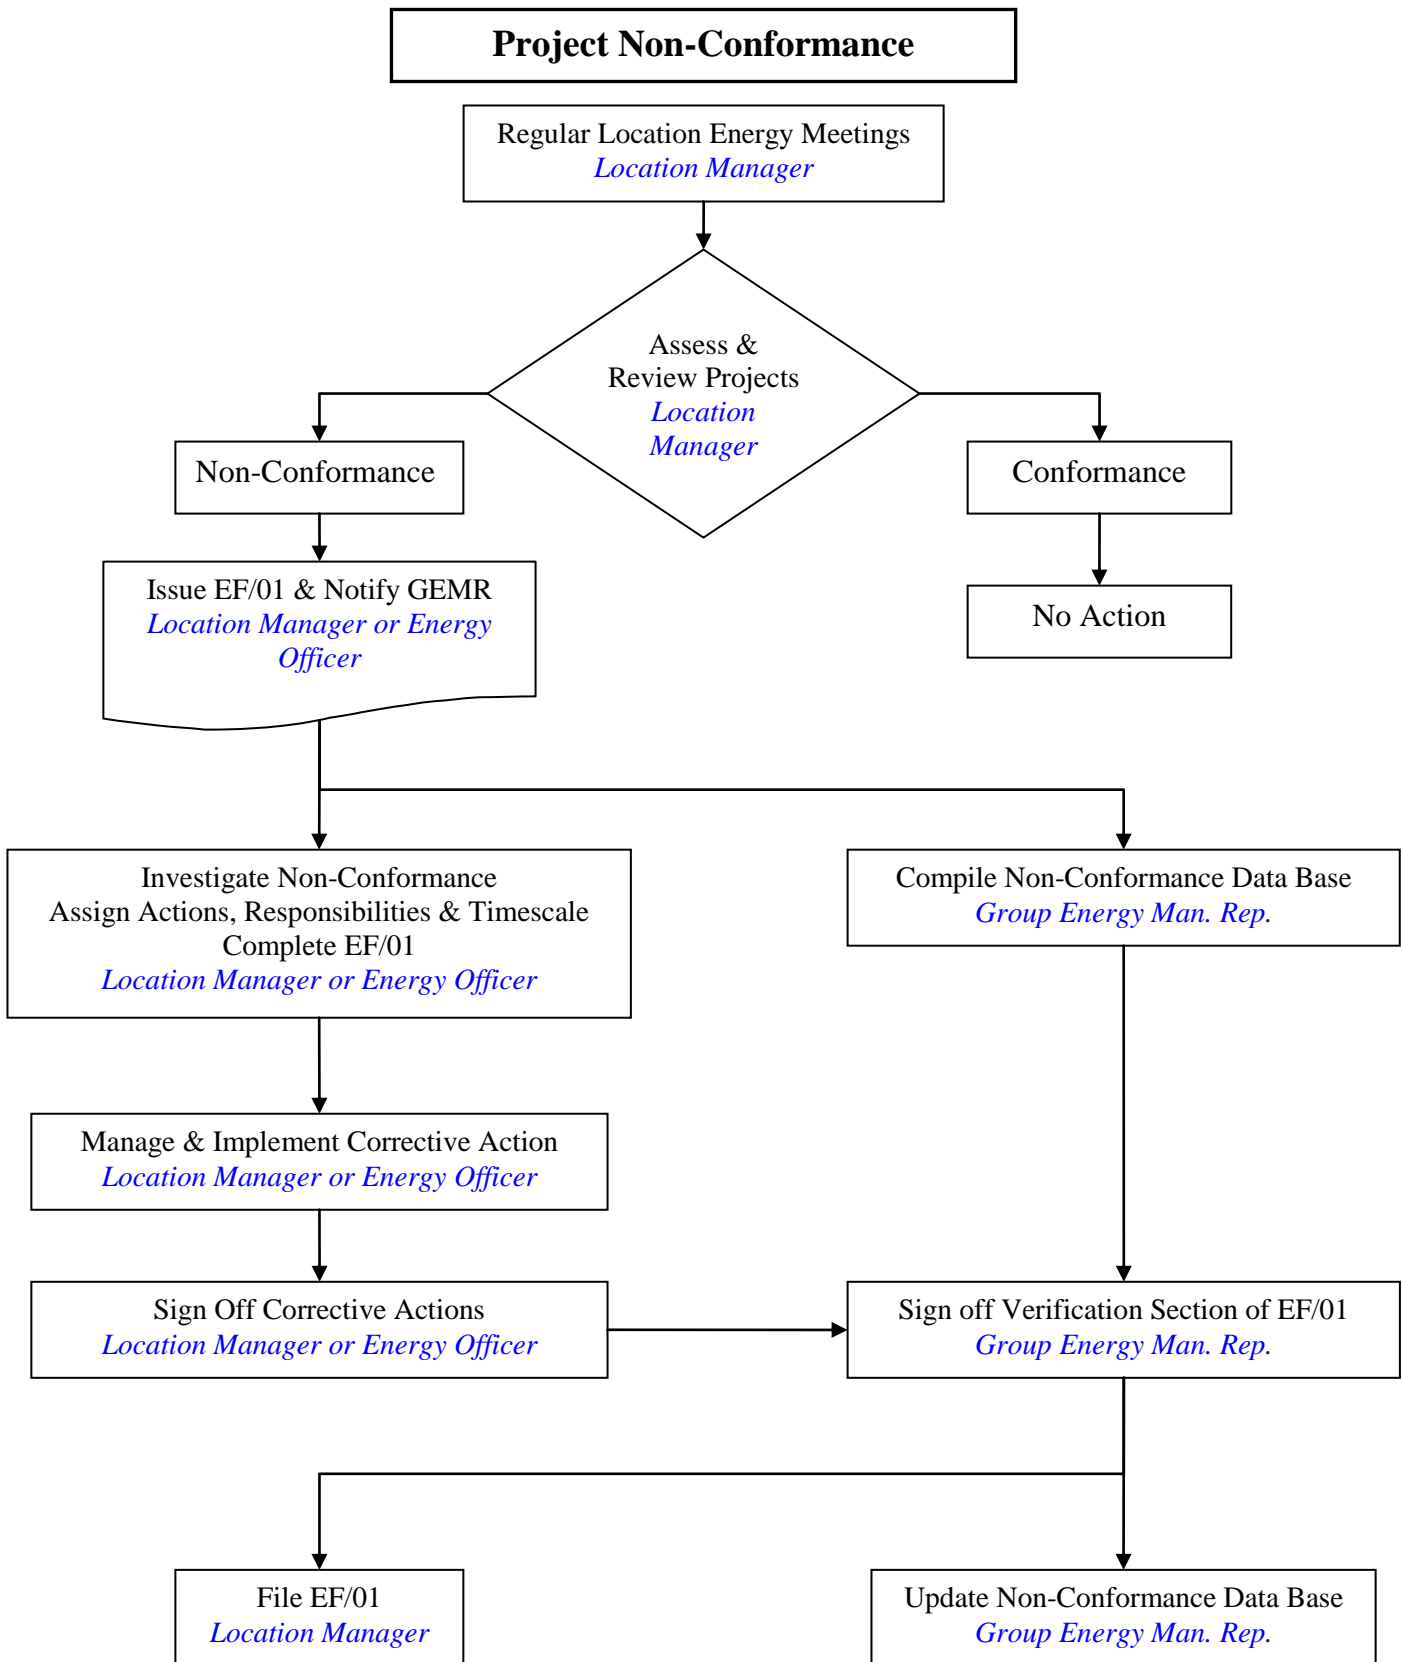 Project Non-Conformance
Regular Location Energy Meetings
Location Manager
Assess &
Review Projects
Location
Manager
Non-Conformance
Conformance
Issue EF/01 & Notify GEMR
Location Manager or Energy
Officer
No Action
Investigate Non-Conformance
Assign Actions, Responsibilities & Timescale
Complete EF/01
Location Manager or Energy Officer
Compile Non-Conformance Data Base
Group Energy Man. Rep.
Manage & Implement Corrective Action
Location Manager or Energy Officer
Sign Off Corrective Actions
Location Manager or Energy Officer
Sign off Verification Section of EF/01
Group Energy Man. Rep.
File EF/01
Location Manager
Update Non-Conformance Data Base
Group Energy Man. Rep.